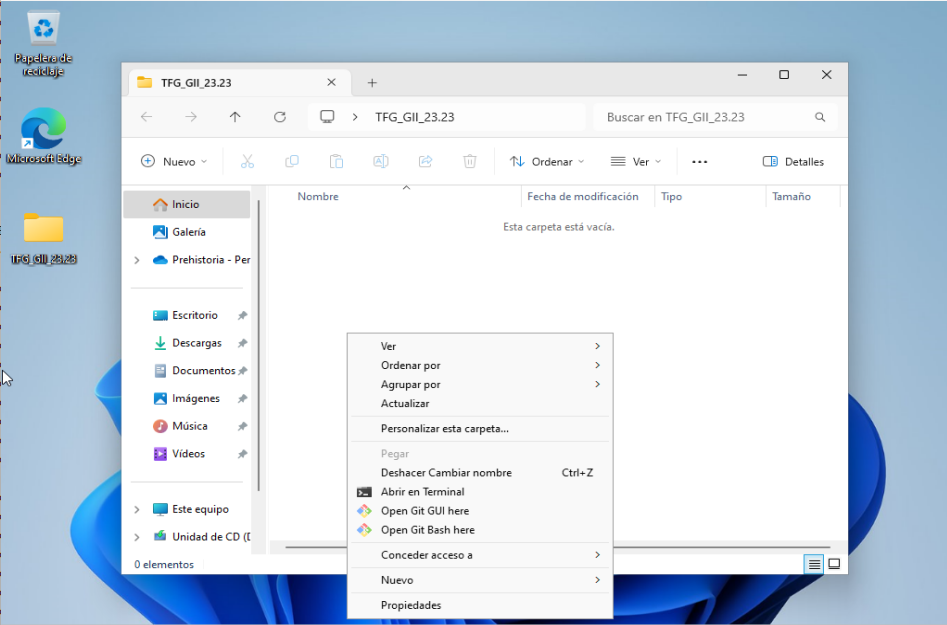 Papelera de
reciclaje
Microsoft Edge
TFG_GII_23.23
TFG_GII_23.23
TFG_GII_23.23
Buscar en TFG_GII_23.23
Nuevo
Ordenar
Ver
Detalles
Inicio
Galería
Prehistoria - Per
Escritorio
Descargas
Documentos
Imágenes
Música
Vídeos
Este equipo
Unidad de CD (D
0 elementos
Nombre
Fecha de modificación
Tipo
Tamaño
Esta carpeta está vacía.
Ver
Ordenar por
Agrupar por
Actualizar
Personalizar esta carpeta...
Pegar
Deshacer Cambiar nombre Ctrl+Z
Abrir en Terminal
Open Git GUI here
Open Git Bash here
Conceder acceso a
Nuevo
Propiedades